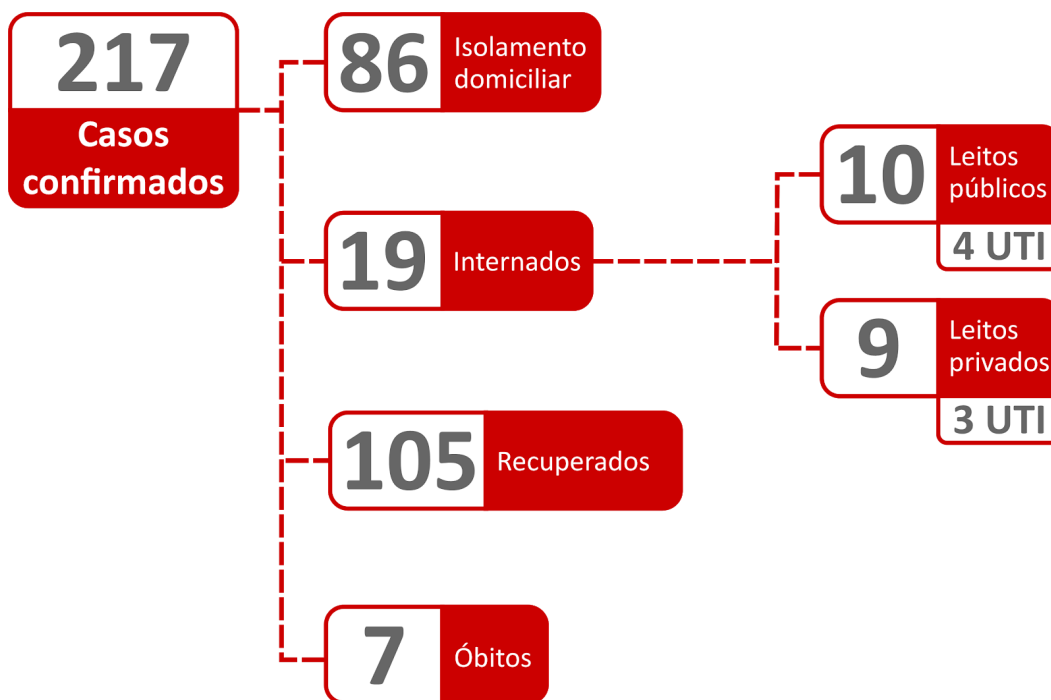 217
Casos
confirmados
86
Isolamento
domiciliar
19
Internados
10
Leitos
públicos
4 UTI
9
Leitos
privados
3 UTI
105
Recuperados
7
Óbitos